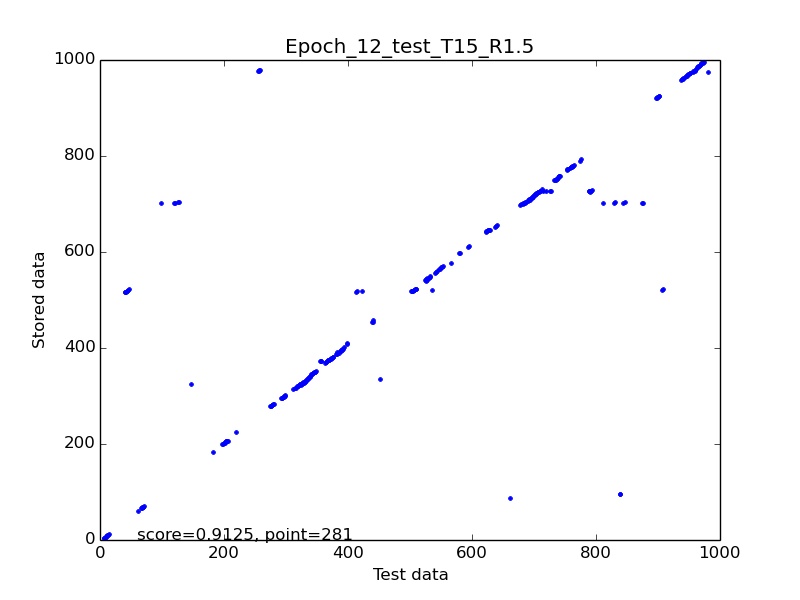 Epoch_12_test_T15_R1.5
1000
800
600
400
200
0
Stored data
score=0.9125, point=281
0 200 400 600 800 1000
Test data